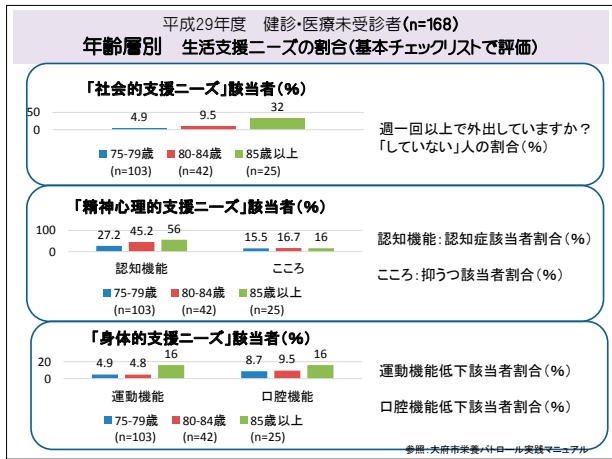 平成29年度　健診・医療未受診者(n=168)
年齢層別　生活支援ニーズの割合(基本チェックリストで評価)
「社会的支援ニーズ」該当者(%)
50
0
4.9 9.5 32
75-79歳 80-84歳 85歳以上
(n=103) (n=42) (n=25)
週一回以上で外出していますか？
「していない」人の割合(%)
「精神心理的支援ニーズ」該当者(%)
100
0
27.2 45.2 56 15.5 16.7 16
認知機能 こころ
75-79歳 80-84歳 85歳以上
(n=103) (n=42) (n=25)
認知機能：認知症該当者割合(%)
こころ：抑うつ該当者割合(%)
「身体的支援ニーズ」該当者(%)
20
0
4.9 4.8 16 8.7 9.5 16
運動機能 口腔機能
75-79歳 80-84歳 85歳以上
(n=103) (n=42) (n=25)
運動機能低下該当者割合(%)
口腔機能低下該当者割合(%)
参照：大府市栄養パトロール実践マニュアル